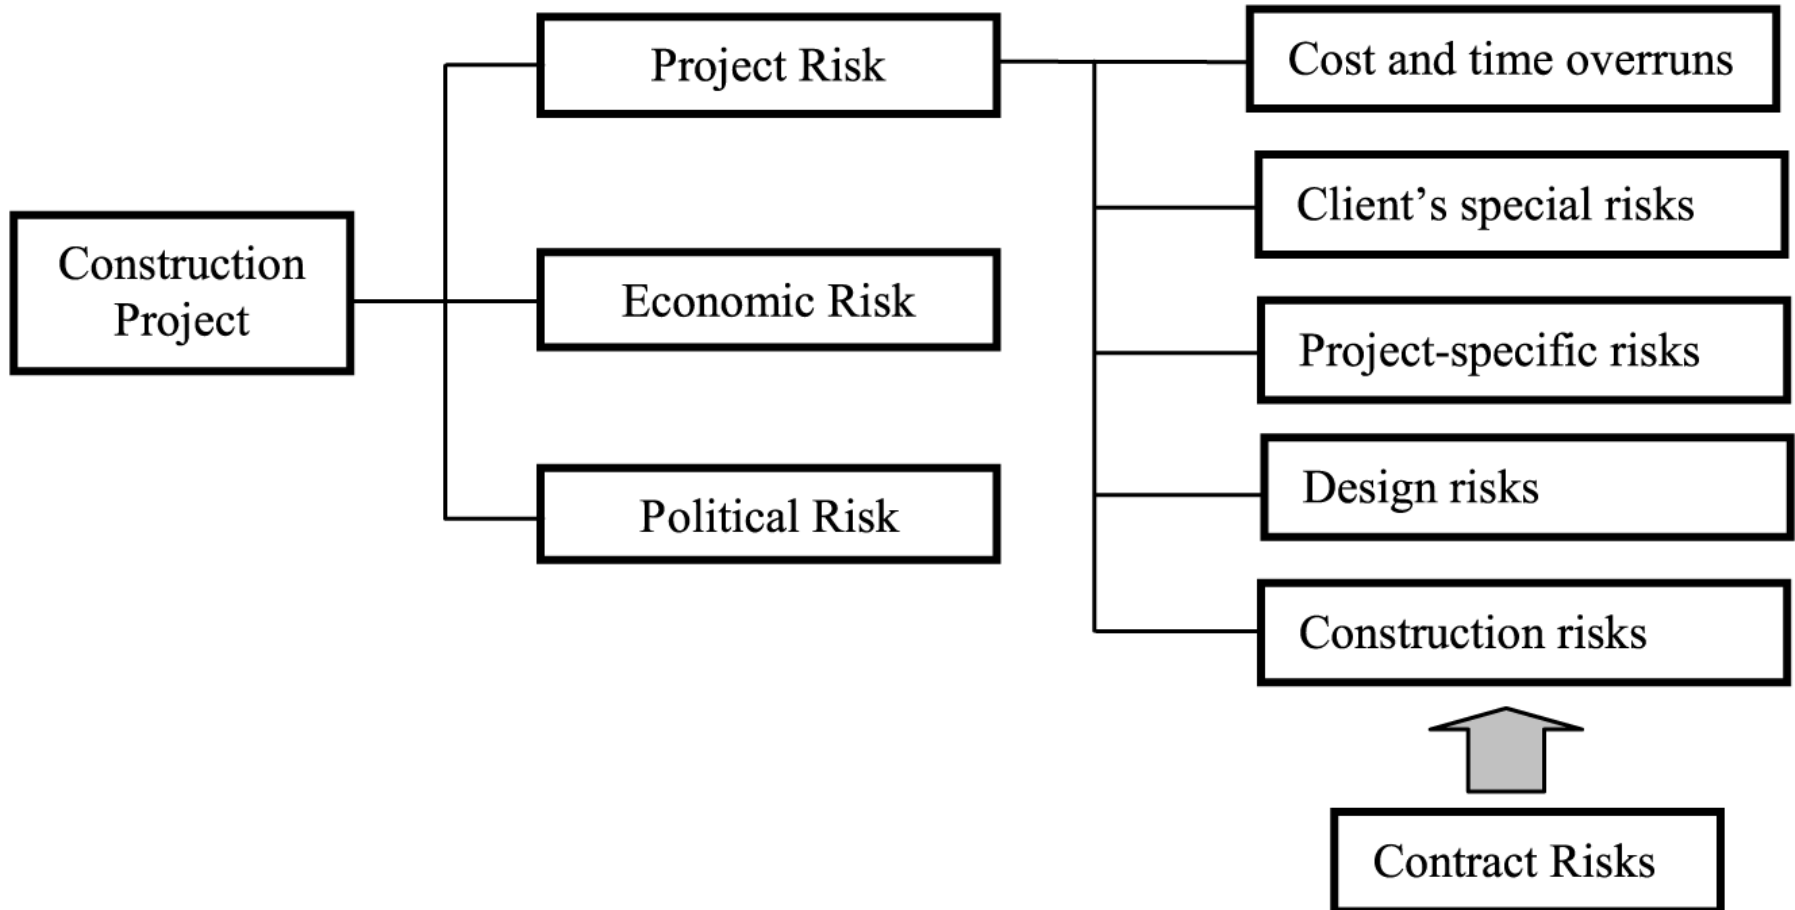 Construction
Project
Project Risk
Economic Risk
Political Risk
Cost and time overruns
Client’s special risks
Project-specific risks
Design risks
Construction risks
Contract Risks